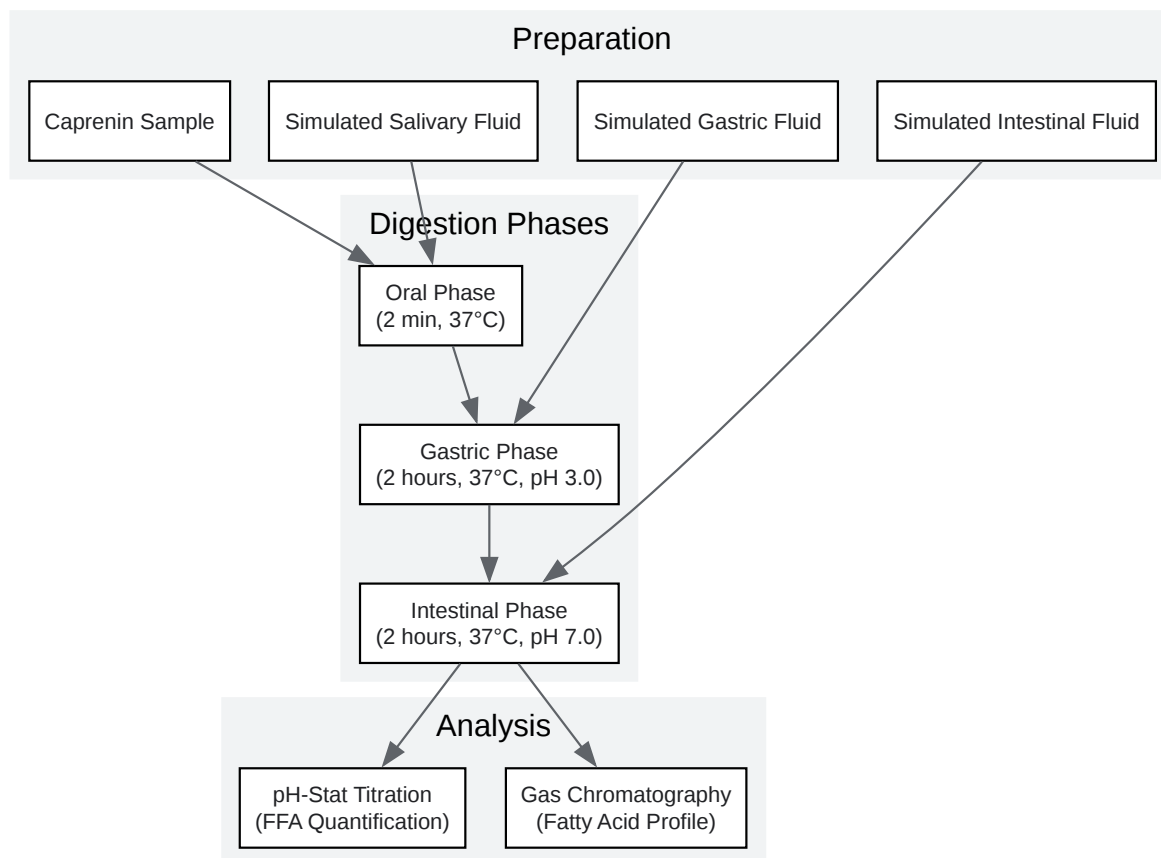 Preparation
Caprenin Sample
Simulated Salivary Fluid
Simulated Gastric Fluid
Simulated Intestinal Fluid
Digestion Phases
Oral Phase
(2 min, 37°C)
Gastric Phase
(2 hours, 37°C, pH 3.0)
Intestinal Phase
(2 hours, 37°C, pH 7.0)
Analysis
pH-Stat Titration
(FFA Quantification)
Gas Chromatography
(Fatty Acid Profile)